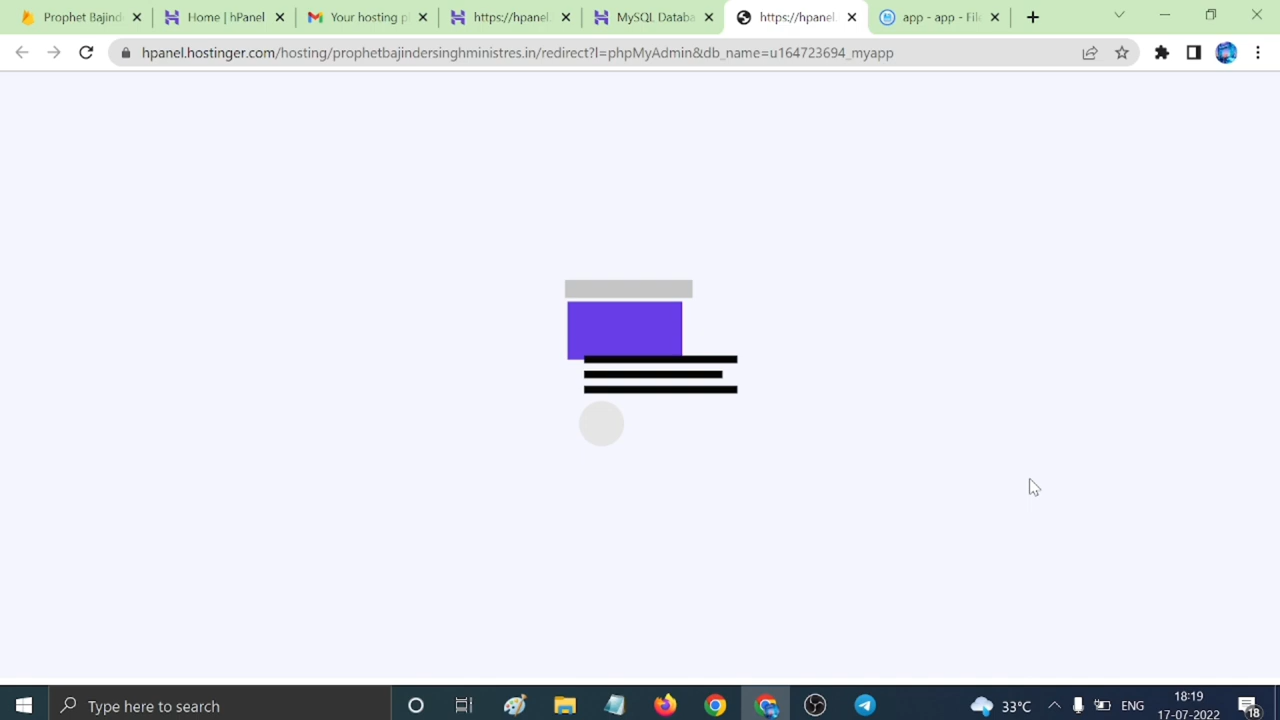 Prophet Bajind
Home | hPanel
Your hosting p
https://hpanel.
MySQL Databa
https://hpanel.
app - app - File
hpanel.hostinger.com/hosting/prophetbajindersinghministres.in/redirect?l=phpMyAdmin&db_name=u164723694_myapp
Type here to search
33°C
ENG
18:19
17-07-2022
18